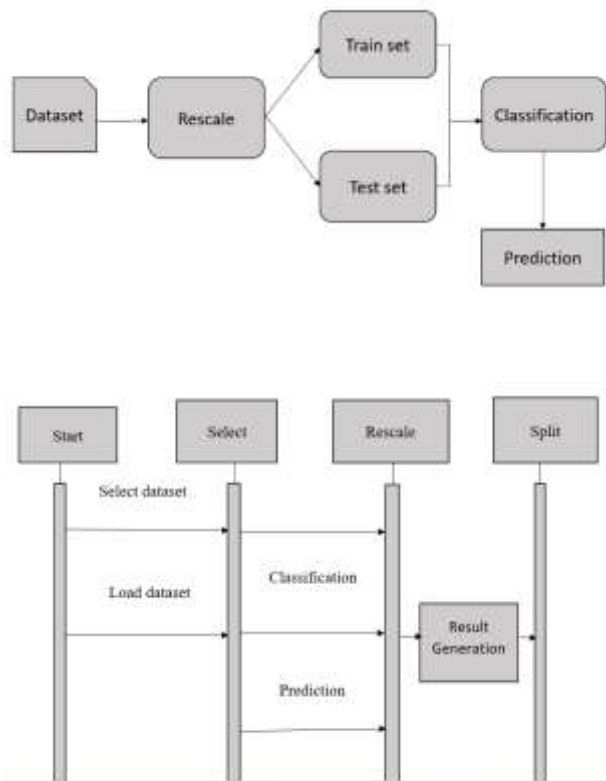 Train set
Dataset
Rescale
Classification
Test set
Prediction
Start
Select
Rescale
Split
Select dataset
Classification
Load dataset
Result
Generation
Prediction